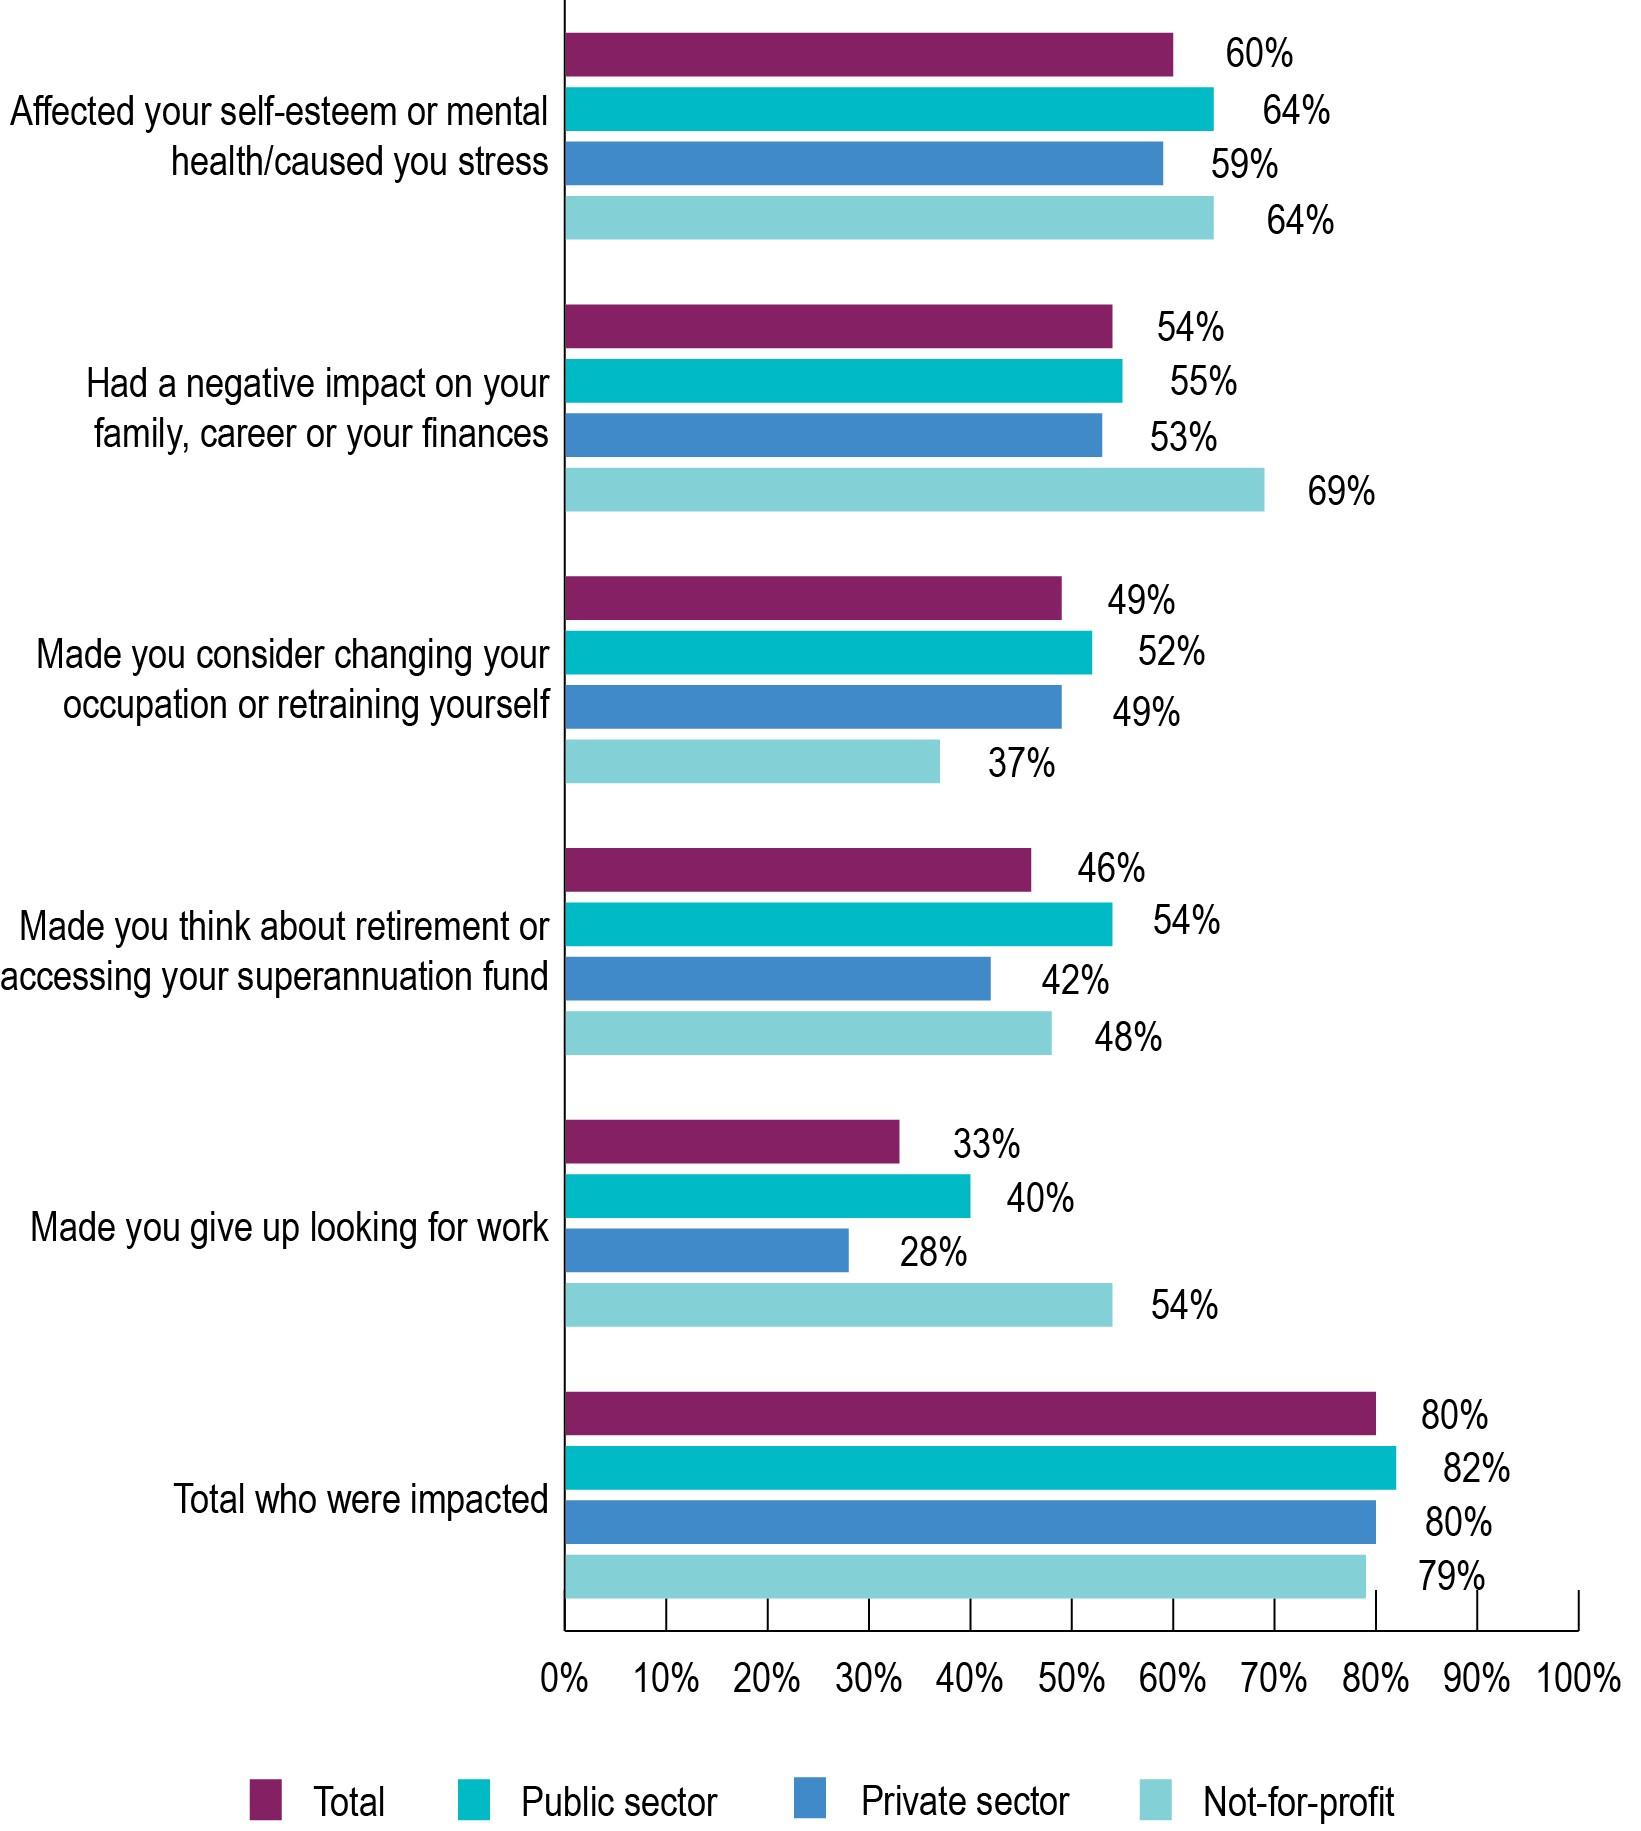 60%
64%
Affected your self-esteem or mental
health/caused you stress
59%
64%
54%
55%
Had a negative impact on your
family, career or your finances
53%
69%
49%
52%
Made you consider changing your
occupation or retraining yourself
49%
37%
46%
54%
Made you think about retirement or
accessing your superannuation fund
42%
48%
33%
40%
Made you give up looking for work
28%
54%
80%
82%
Total who were impacted
80%
79%
0% 10% 20% 30% 40% 50% 60% 70% 80% 90% 100%
Total Public sector Private sector Not-for-profit